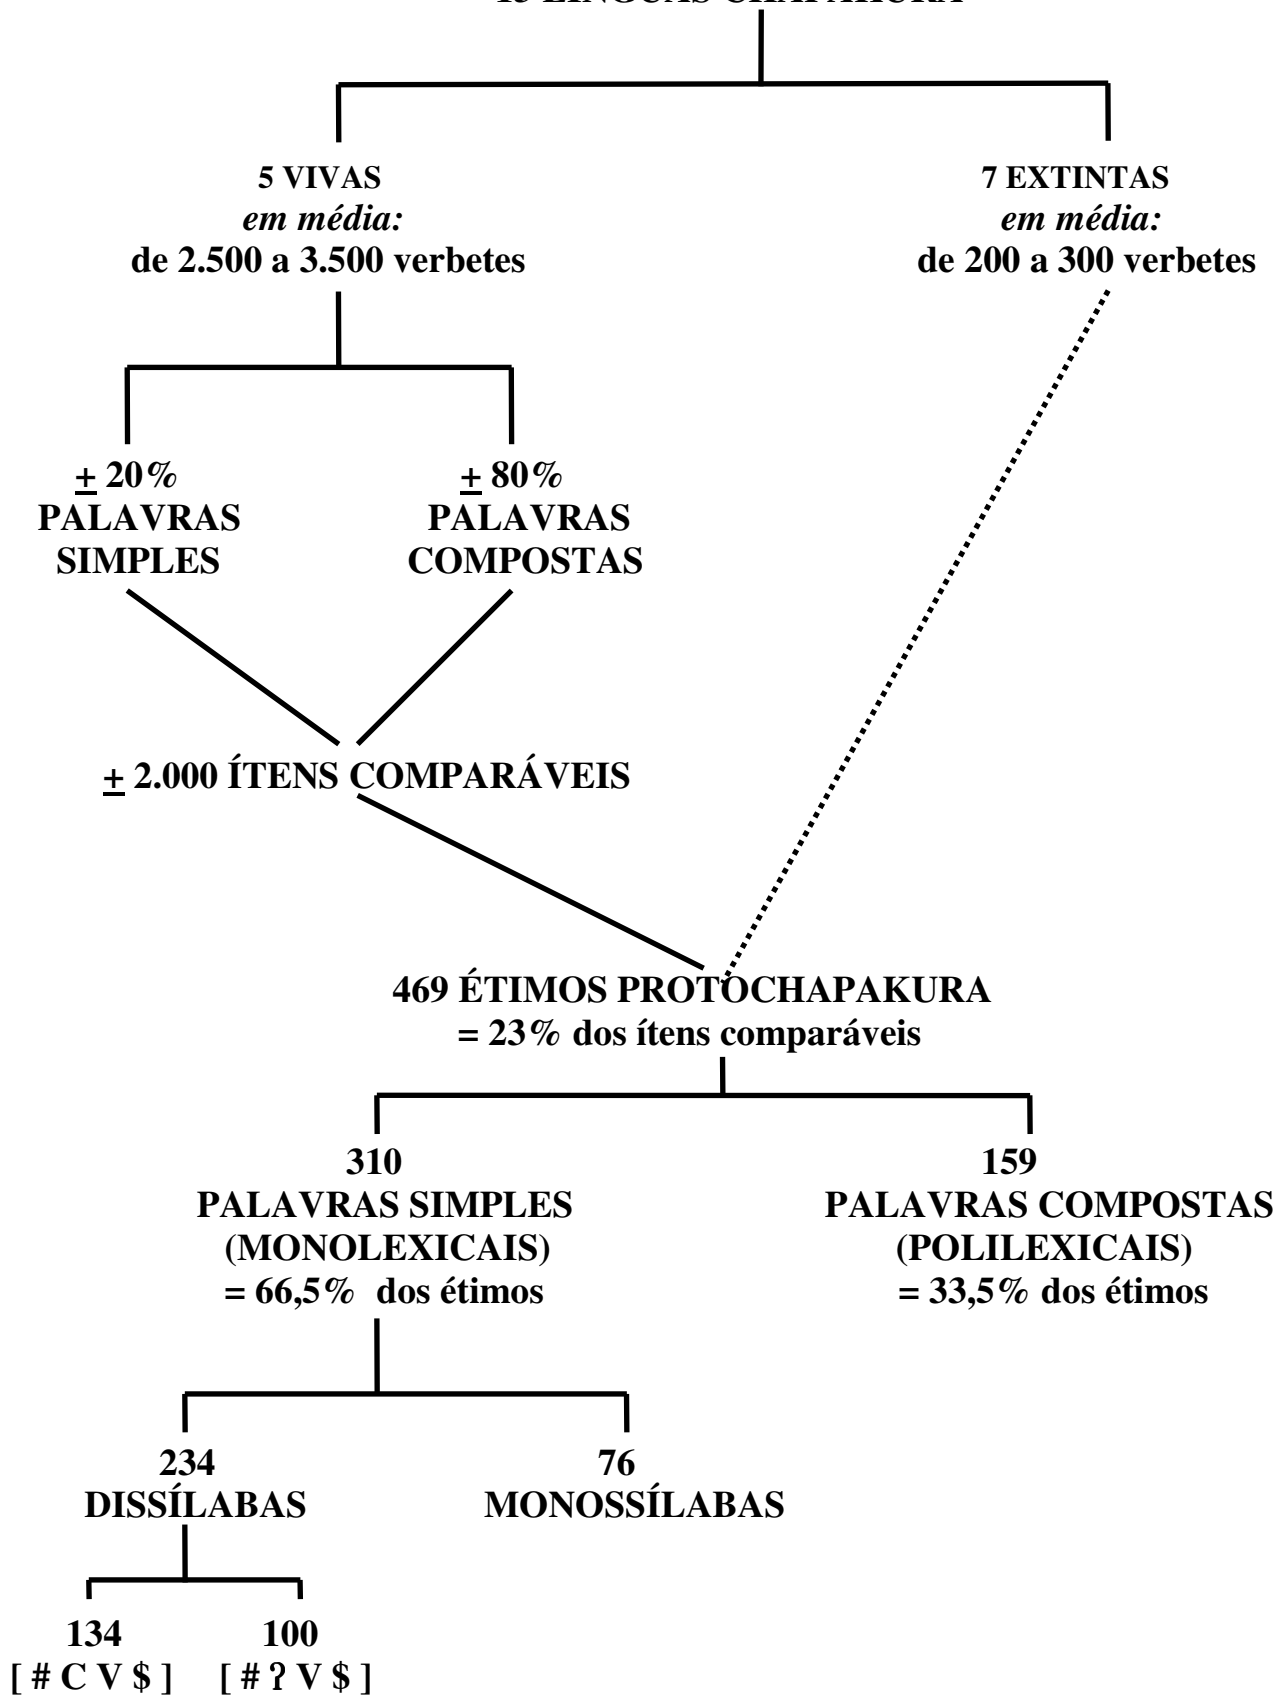 5 VIVAS
em média:
de 2.500 a 3.500 verbetes
7 EXTINTAS
em média:
de 200 a 300 verbetes
± 20%
PALAVRAS
SIMPLES
± 80%
PALAVRAS
COMPOSTAS
± 2.000 ÍTENS COMPARÁVEIS
469 ÉTIMOS PROTOCHAPAKURA
= 23% dos ítens comparáveis
310
PALAVRAS SIMPLES
(MONOLEXICAIS)
= 66,5% dos étimos
159
PALAVRAS COMPOSTAS
(POLILEXICAIS)
= 33,5% dos étimos
234
DISSÍLABAS
76
MONOSSÍLABAS
134
[ # C V $ ]
100
[ # ʔ V $ ]